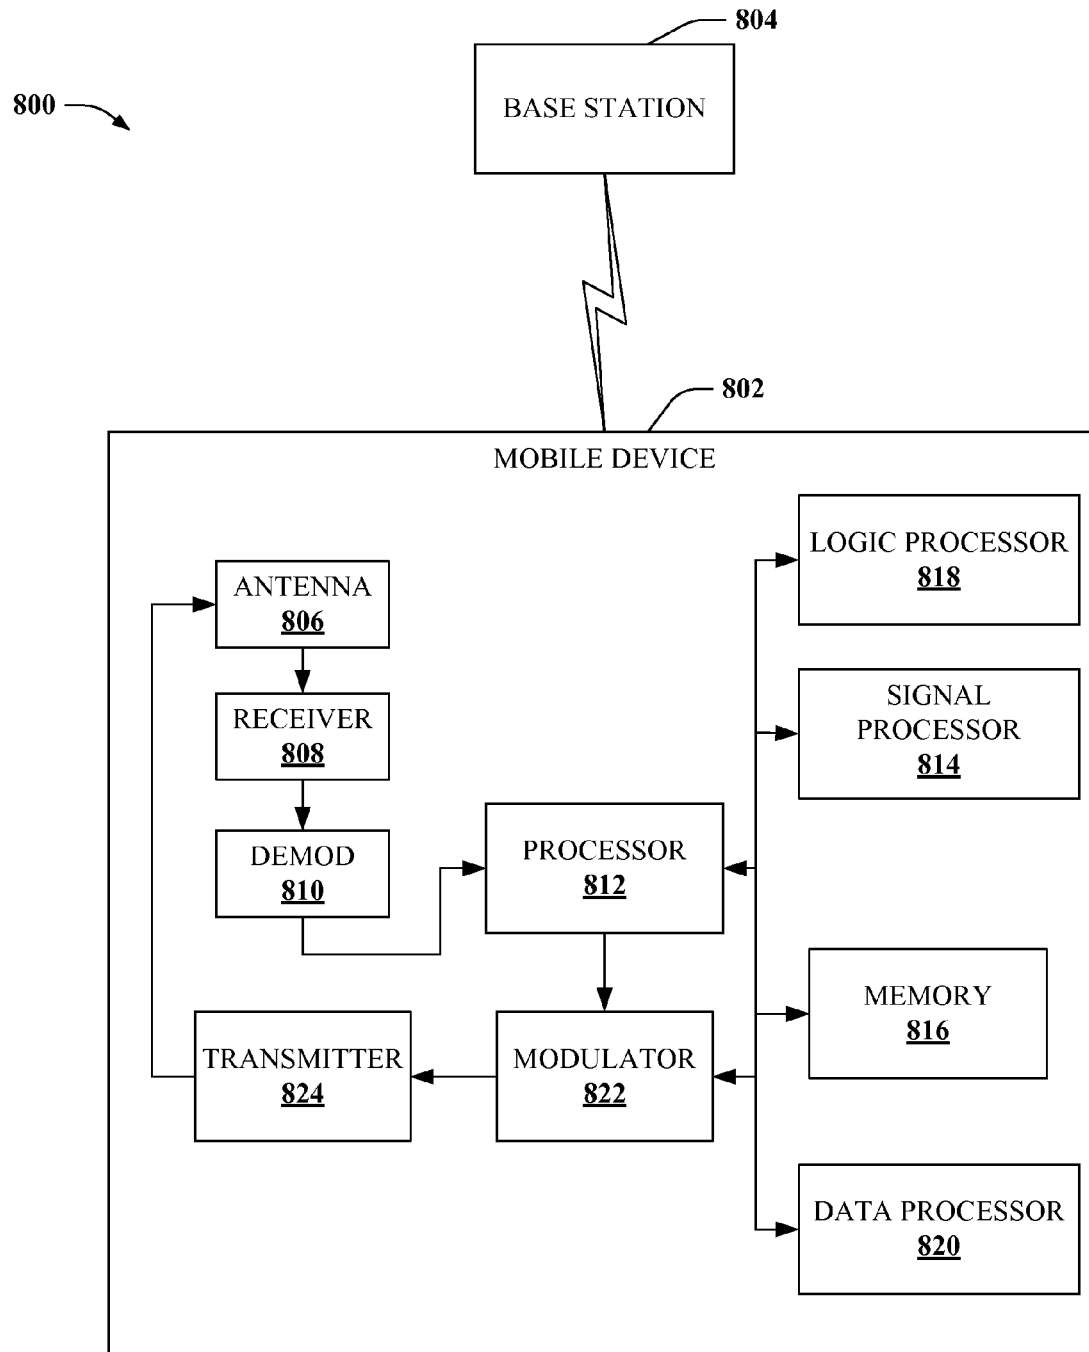 804
BASE STATION
800
802
MOBILE DEVICE
LOGIC PROCESSOR
818
ANTENNA
806
SIGNAL
PROCESSOR
814
RECEIVER
808
DEMOD
810
PROCESSOR
812
MEMORY
816
TRANSMITTER
824
MODULATOR
822
DATA PROCESSOR
820